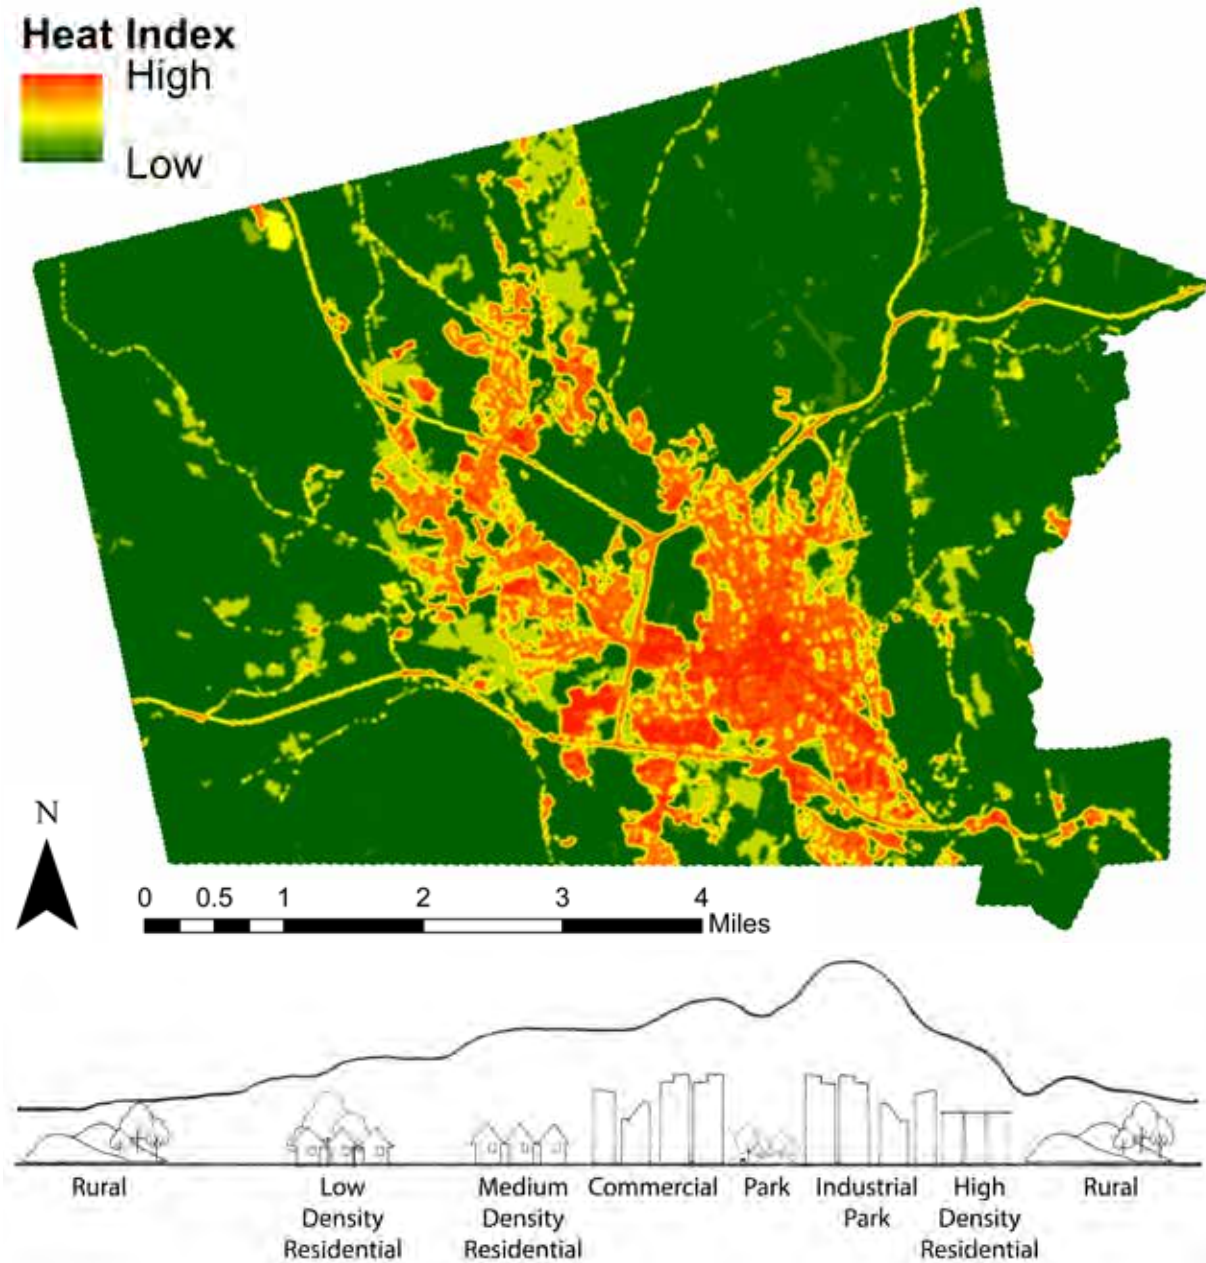 Heat Index
High
Low
N
0 0.5 1 2 3 4
Miles
Rural Low Medium Commercial Park Industrial High Rural
Density Density Park Density
Residential Residential Residential